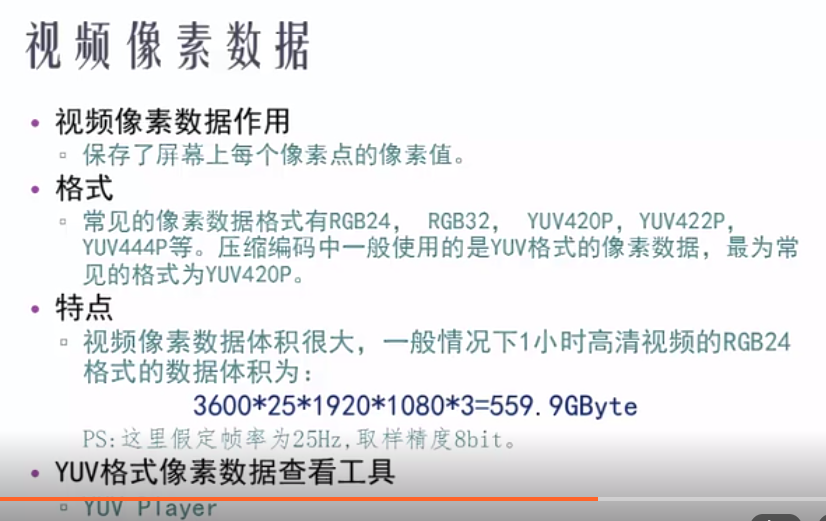 视频像素数据
• 视频像素数据作用
▫ 保存了屏幕上每个像素点的像素值。
• 格式
▫ 常见的像素数据格式有RGB24， RGB32， YUV420P，YUV422P，
YUV444P等。压缩编码中一般使用的是YUV格式的像素数据，最为常
见的格式为YUV420P。
• 特点
▫ 视频像素数据体积很大，一般情况下1小时高清视频的RGB24
格式的数据体积为：
3600*25*1920*1080*3=559.9GByte
PS:这里假定帧率为25Hz,取样精度8bit。
• YUV格式像素数据查看工具
▫ YUV Player